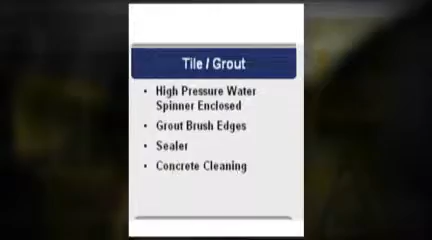 Tile / Grout
• High Pressure Water
Spinner Enclosed
• Grout Brush Edges
• Sealer
• Concrete Cleaning